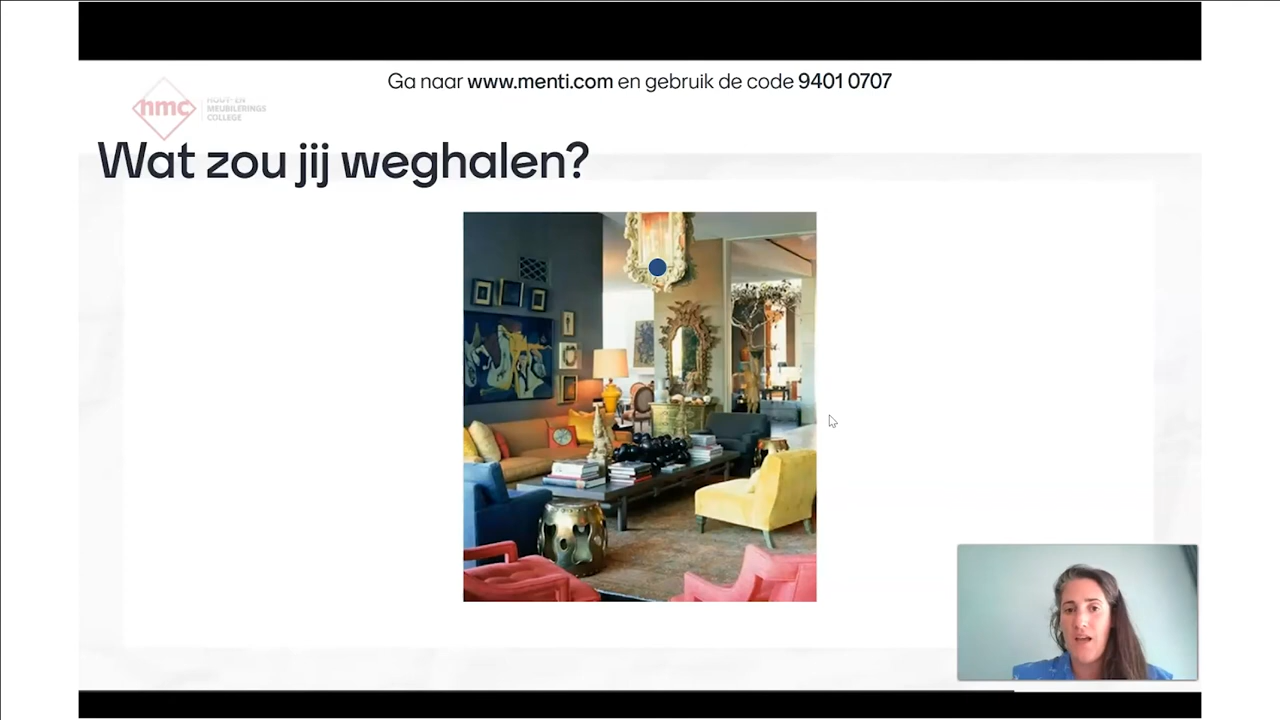 Ga naar www.menti.com en gebruik de code 9401 0707
hmc
HOUT- EN
MEUBILERINGS
COLLEGE
Wat zou jij weghalen?